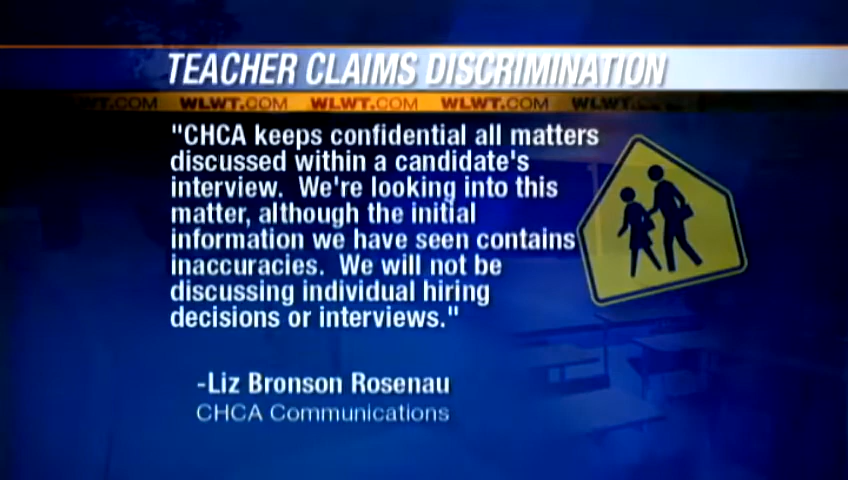 TEACHER CLAIMS DISCRIMINATION
WT.COM WLWT.COM WLWT.COM WLWT.COM WLWT.COM
"CHCA keeps confidential all matters
discussed within a candidate's
interview. We're looking into this
matter, although the initial
information we have seen contains
inaccuracies. We will not be
discussing individual hiring
decisions or interviews."
-Liz Bronson Rosenau
CHCA Communications